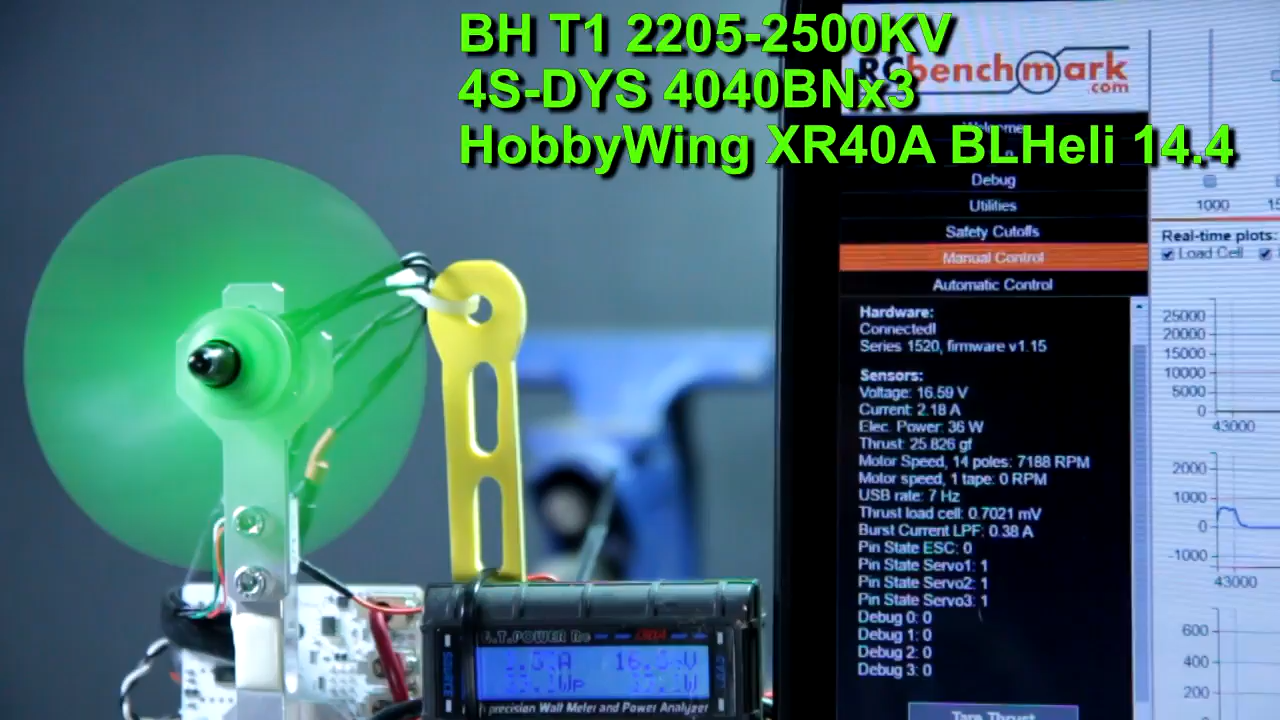 BH T1 2205-2500KV
4S-DYS 4040BNx3
HobbyWing XR40A BLHeli 14.4
RCbenchmark
.com
Welcome
Debug
Utilities
Safety Cutoffs
Manual Control
Automatic Control
Hardware:
Connected!
Series 1520, firmware v1.15
Sensors:
Voltage: 16.59 V
Current: 2.18 A
Elec. Power: 36 W
Thrust: 25.826 gf
Motor Speed, 14 poles: 7188 RPM
Motor speed, 1 tape: 0 RPM
USB rate: 7 Hz
Thrust load cell: 0.7021 mV
Burst Current LPF: 0.38 A
Pin State ESC: 0
Pin State Servo1: 1
Pin State Servo2: 1
Pin State Servo3: 1
Debug 0: 0
Debug 1: 0
Debug 2: 0
Debug 3: 0
Tare Thrust
1000
Real-time plots:
Load Cell
25000
20000
15000
10000
5000
0
43000
2000
1000
0
-1000
43000
600
400
200
G.T.POWER RC
SOURCE
precision Watt Meter and Power Analyzer